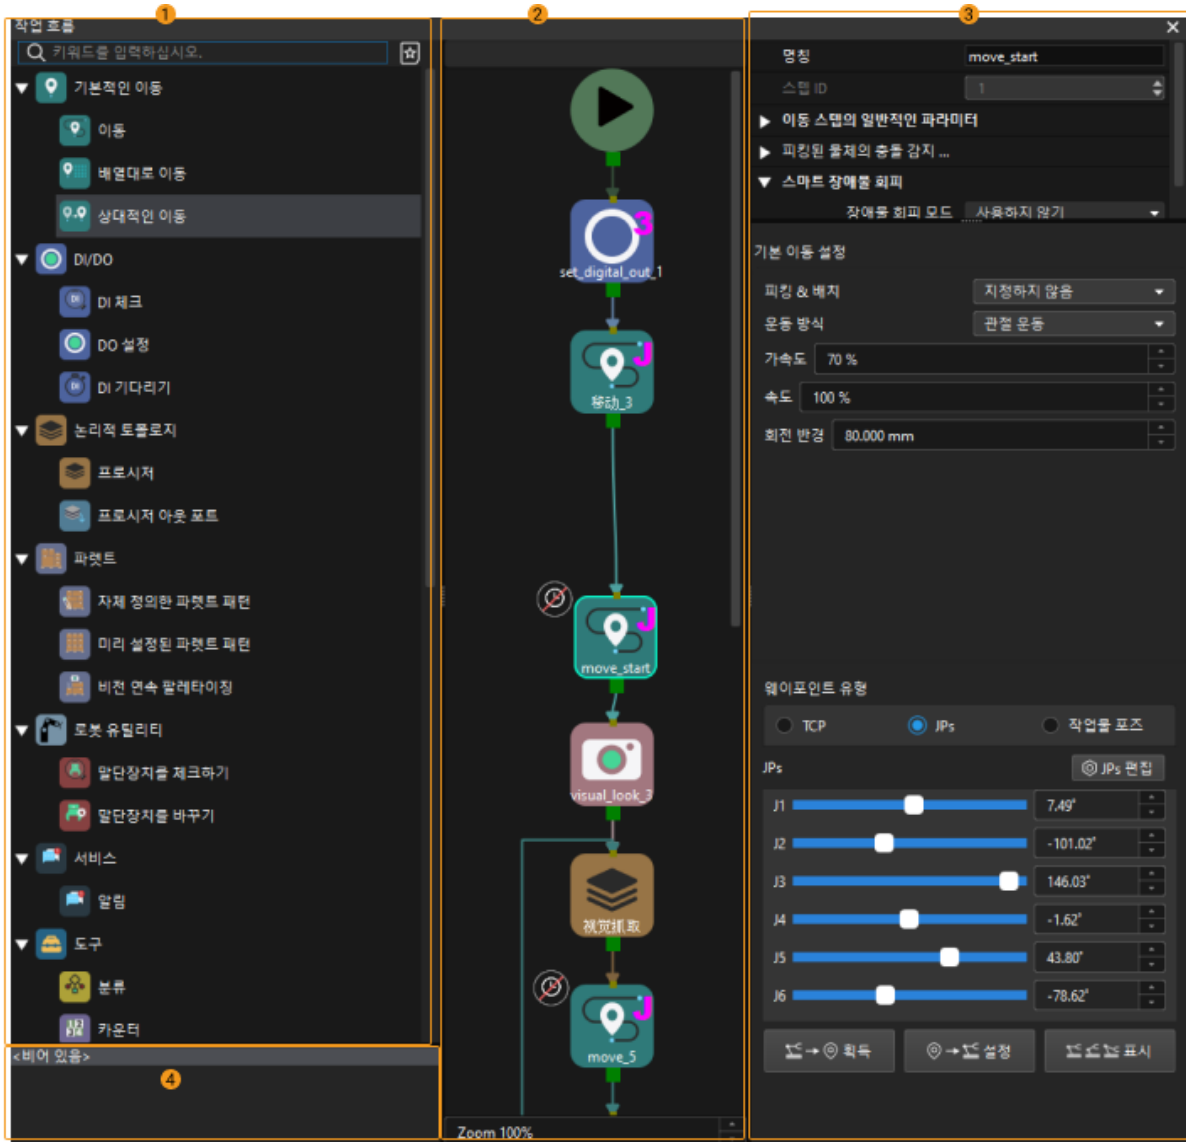 1
작업 흐름
키워드를 입력하십시오.
기본적인 이동
이동
배열대로 이동
상대적인 이동
DI/DO
DI 체크
DO 설정
DI 기다리기
논리적 토폴로지
프로시저
프로시저 아웃 포트
파렛트
자체 정의한 파렛트 패턴
미리 설정된 파렛트 패턴
비전 연속 팔레타이징
로봇 유틸리티
말단장치를 체크하기
말단장치를 바꾸기
서비스
알림
도구
분류
카운터
<비어 있음>
4
2
3
set_digital_out_1
J
移动_3
J
move_start
visual_look_3
视觉抓取
J
move_5
Zoom 100%
3
명칭 move_start
스텝 ID 1
이동 스텝의 일반적인 파라미터
피킹된 물체의 충돌 감지 ...
스마트 장애물 회피
장애물 회피 모드 사용하지 않기
기본 이동 설정
피킹 & 배치 지정하지 않음
운동 방식 관절 운동
가속도 70 %
속도 100 %
회전 반경 80.000 mm
웨이포인트 유형
TCP JPs 작업물 포즈
JPs JPs 편집
J1 7.49°
J2 -101.02°
J3 146.03°
J4 -1.62°
J5 43.80°
J6 -78.62°
획득 설정 표시